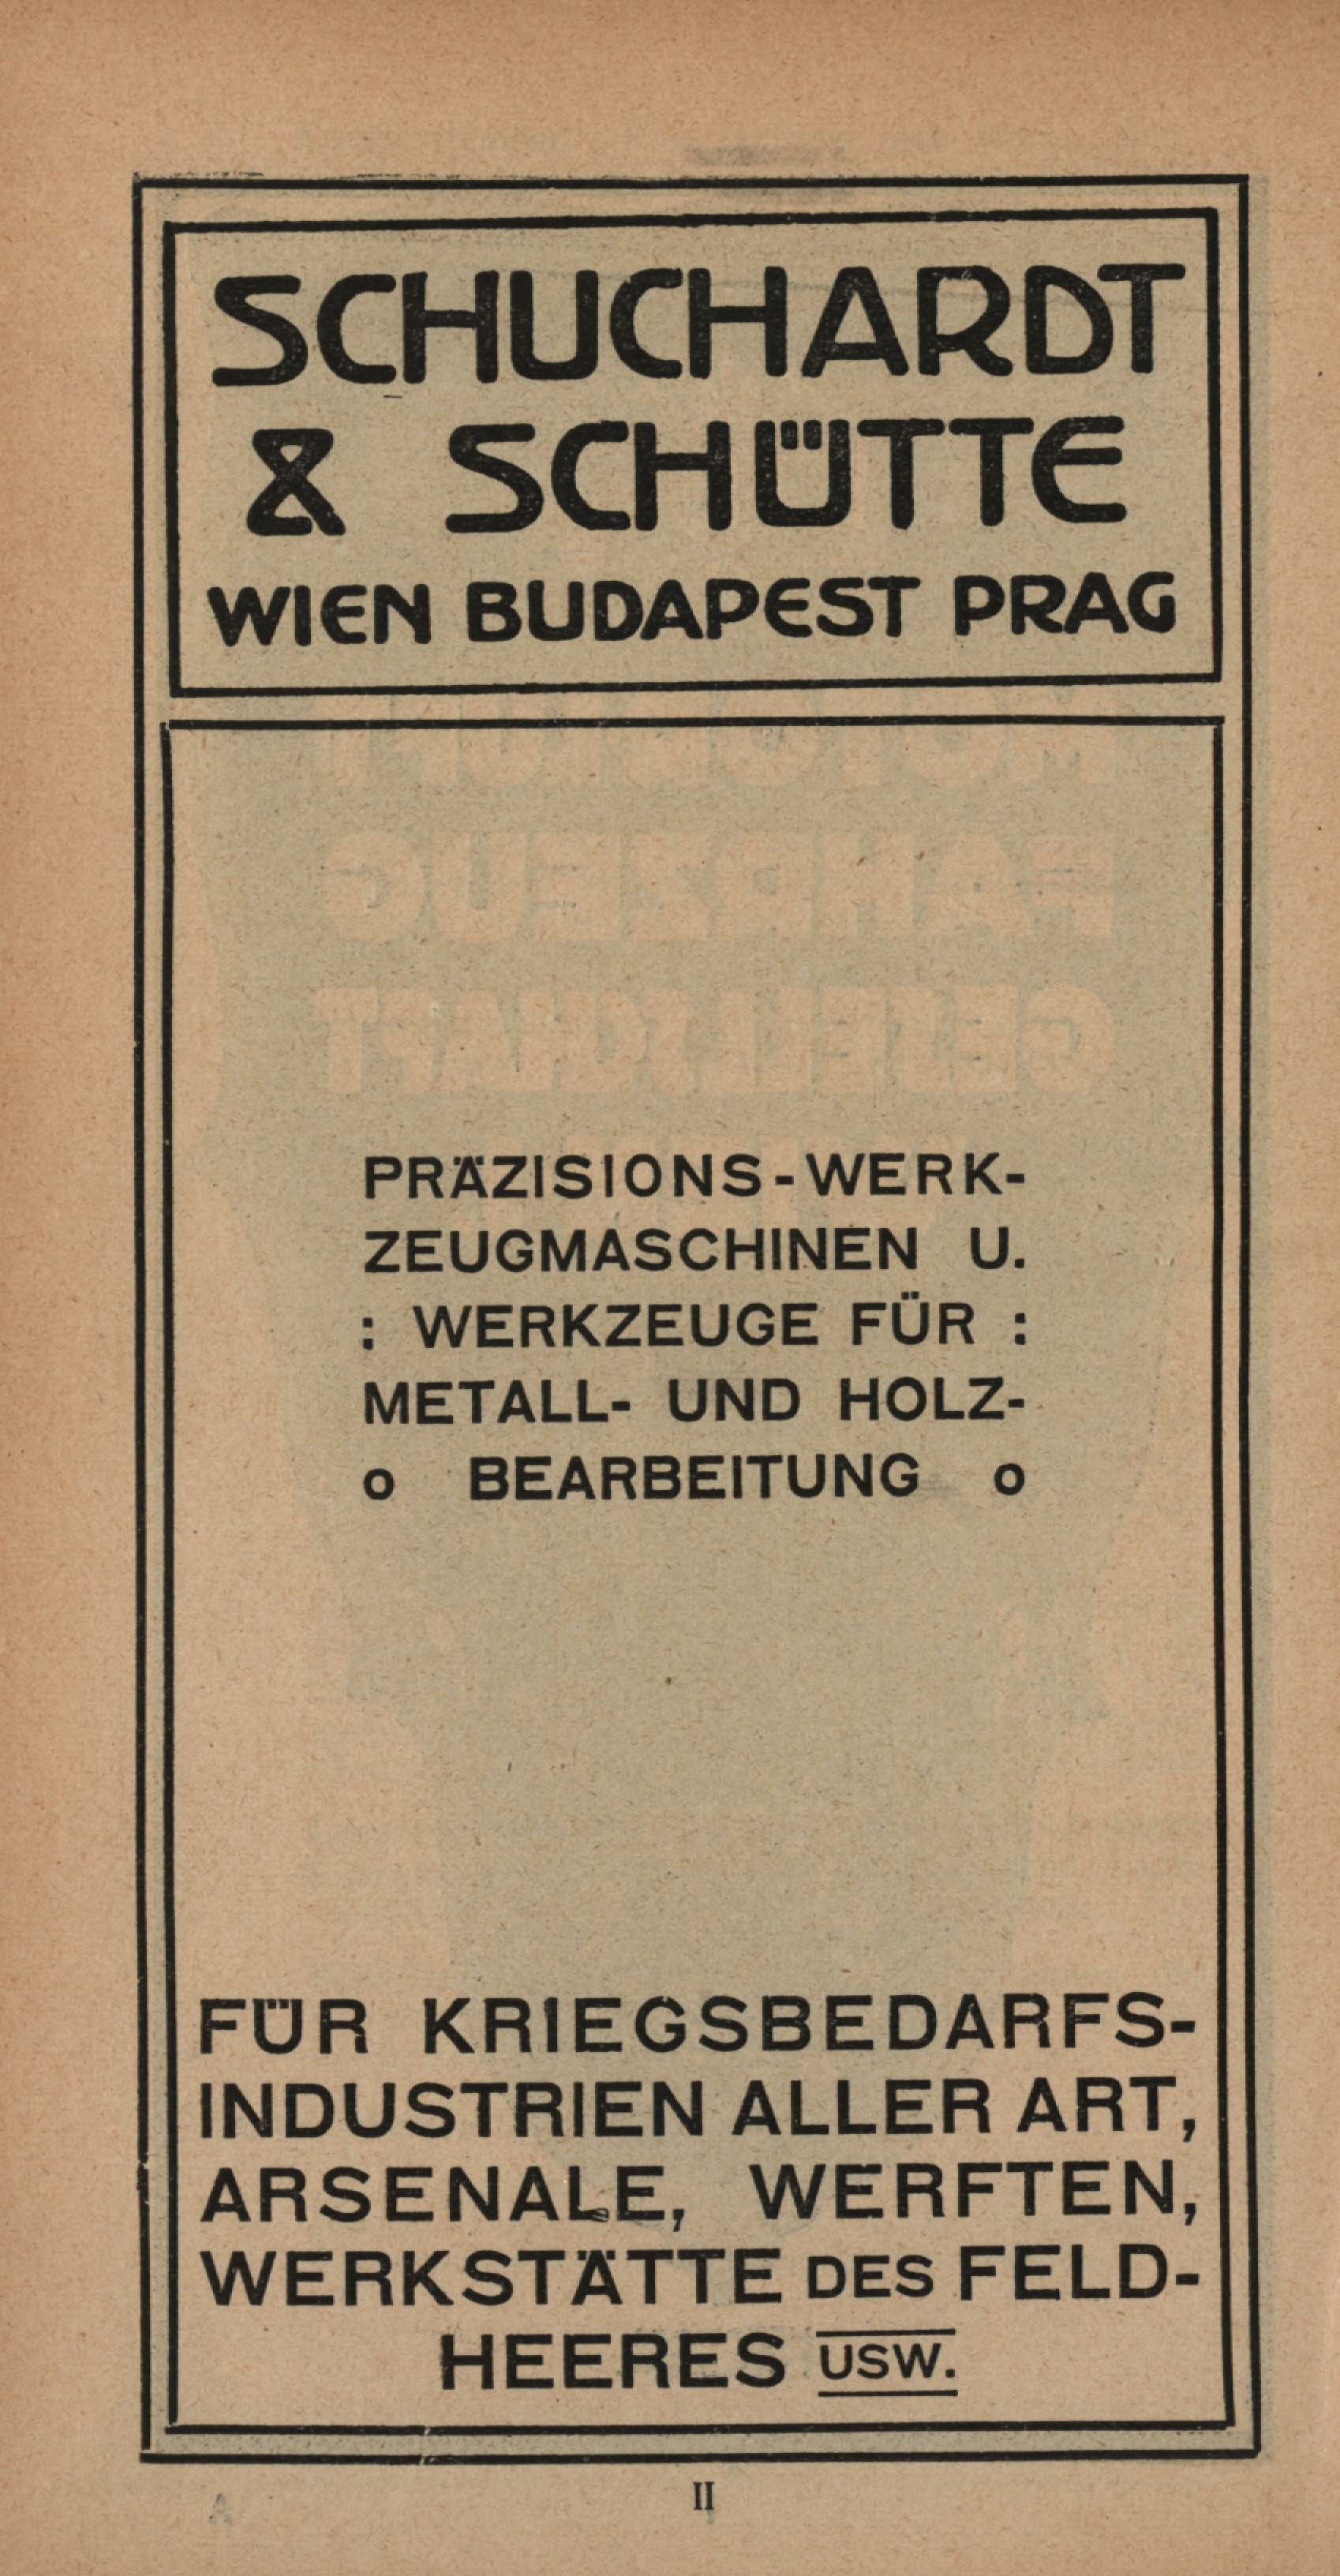 SCHUCHARDT
& SCHÜTTE
WIEN BUDAPEST PRAG
PRÄZISIONS-WERK-
ZEUGMASCHINEN U.
: WERKZEUGE FÜR :
METALL- UND HOLZ-
o BEARBEITUNG o
FÜR KRIEGSBEDARFS-
INDUSTRIEN ALLER ART,
ARSENALE, WERFTEN,
WERKSTÄTTE DES FELD-
HEERES USW.
II